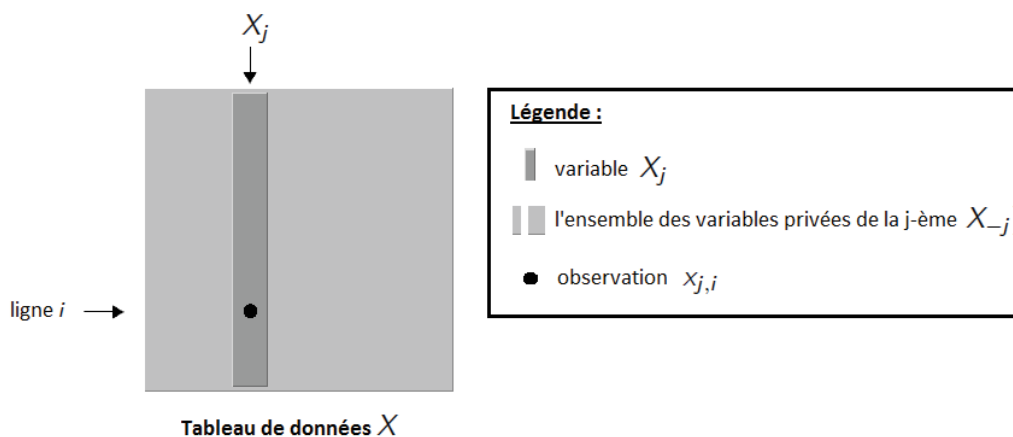 X_j
Légende :
variable X_j
l'ensemble des variables privées de la j-ème X_{-j}
observation x_{j,i}
ligne i
Tableau de données X